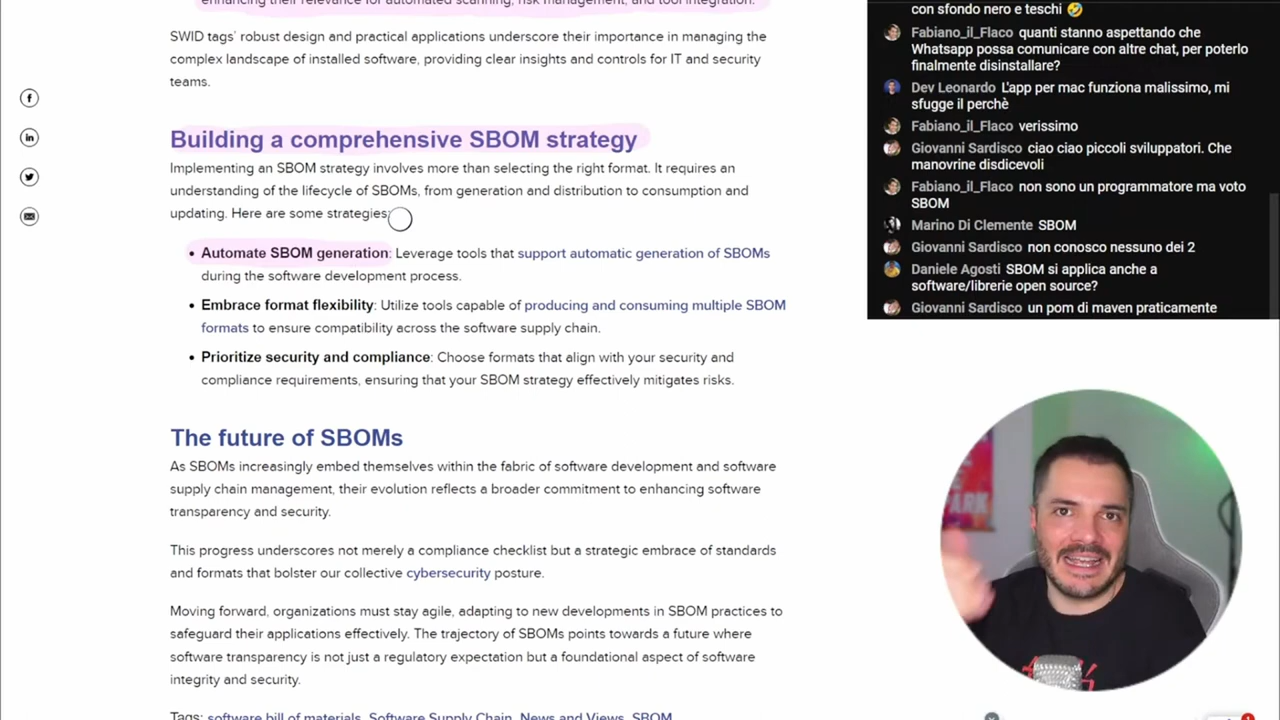 enhancing their relevance for automated scanning, risk management, and tool integration.
SWID tags' robust design and practical applications underscore their importance in managing the
complex landscape of installed software, providing clear insights and controls for IT and security
teams.
Building a comprehensive SBOM strategy
Implementing an SBOM strategy involves more than selecting the right format. It requires an
understanding of the lifecycle of SBOMs, from generation and distribution to consumption and
updating. Here are some strategies:
• Automate SBOM generation: Leverage tools that support automatic generation of SBOMs
during the software development process.
• Embrace format flexibility: Utilize tools capable of producing and consuming multiple SBOM
formats to ensure compatibility across the software supply chain.
• Prioritize security and compliance: Choose formats that align with your security and
compliance requirements, ensuring that your SBOM strategy effectively mitigates risks.
The future of SBOMs
As SBOMs increasingly embed themselves within the fabric of software development and software
supply chain management, their evolution reflects a broader commitment to enhancing software
transparency and security.
This progress underscores not merely a compliance checklist but a strategic embrace of standards
and formats that bolster our collective cybersecurity posture.
Moving forward, organizations must stay agile, adapting to new developments in SBOM practices to
safeguard their applications effectively. The trajectory of SBOMs points towards a future where
software transparency is not just a regulatory expectation but a foundational aspect of software
integrity and security.
Tags: software bill of materials, Software Supply Chain, News and Views, SBOM
con sfondo nero e teschi 🤣
Fabiano_il_Flaco quanti stanno aspettando che
Whatsapp possa comunicare con altre chat, per poterlo
finalmente disinstallare?
Dev Leonardo L'app per mac funziona malissimo, mi
sfugge il perchè
Fabiano_il_Flaco verissimo
Giovanni Sardisco ciao ciao piccoli sviluppatori. Che
manovrine disdicevoli
Fabiano_il_Flaco non sono un programmatore ma voto
SBOM
Marino Di Clemente SBOM
Giovanni Sardisco non conosco nessuno dei 2
Daniele Agosti SBOM si applica anche a
software/librerie open source?
Giovanni Sardisco un pom di maven praticamente